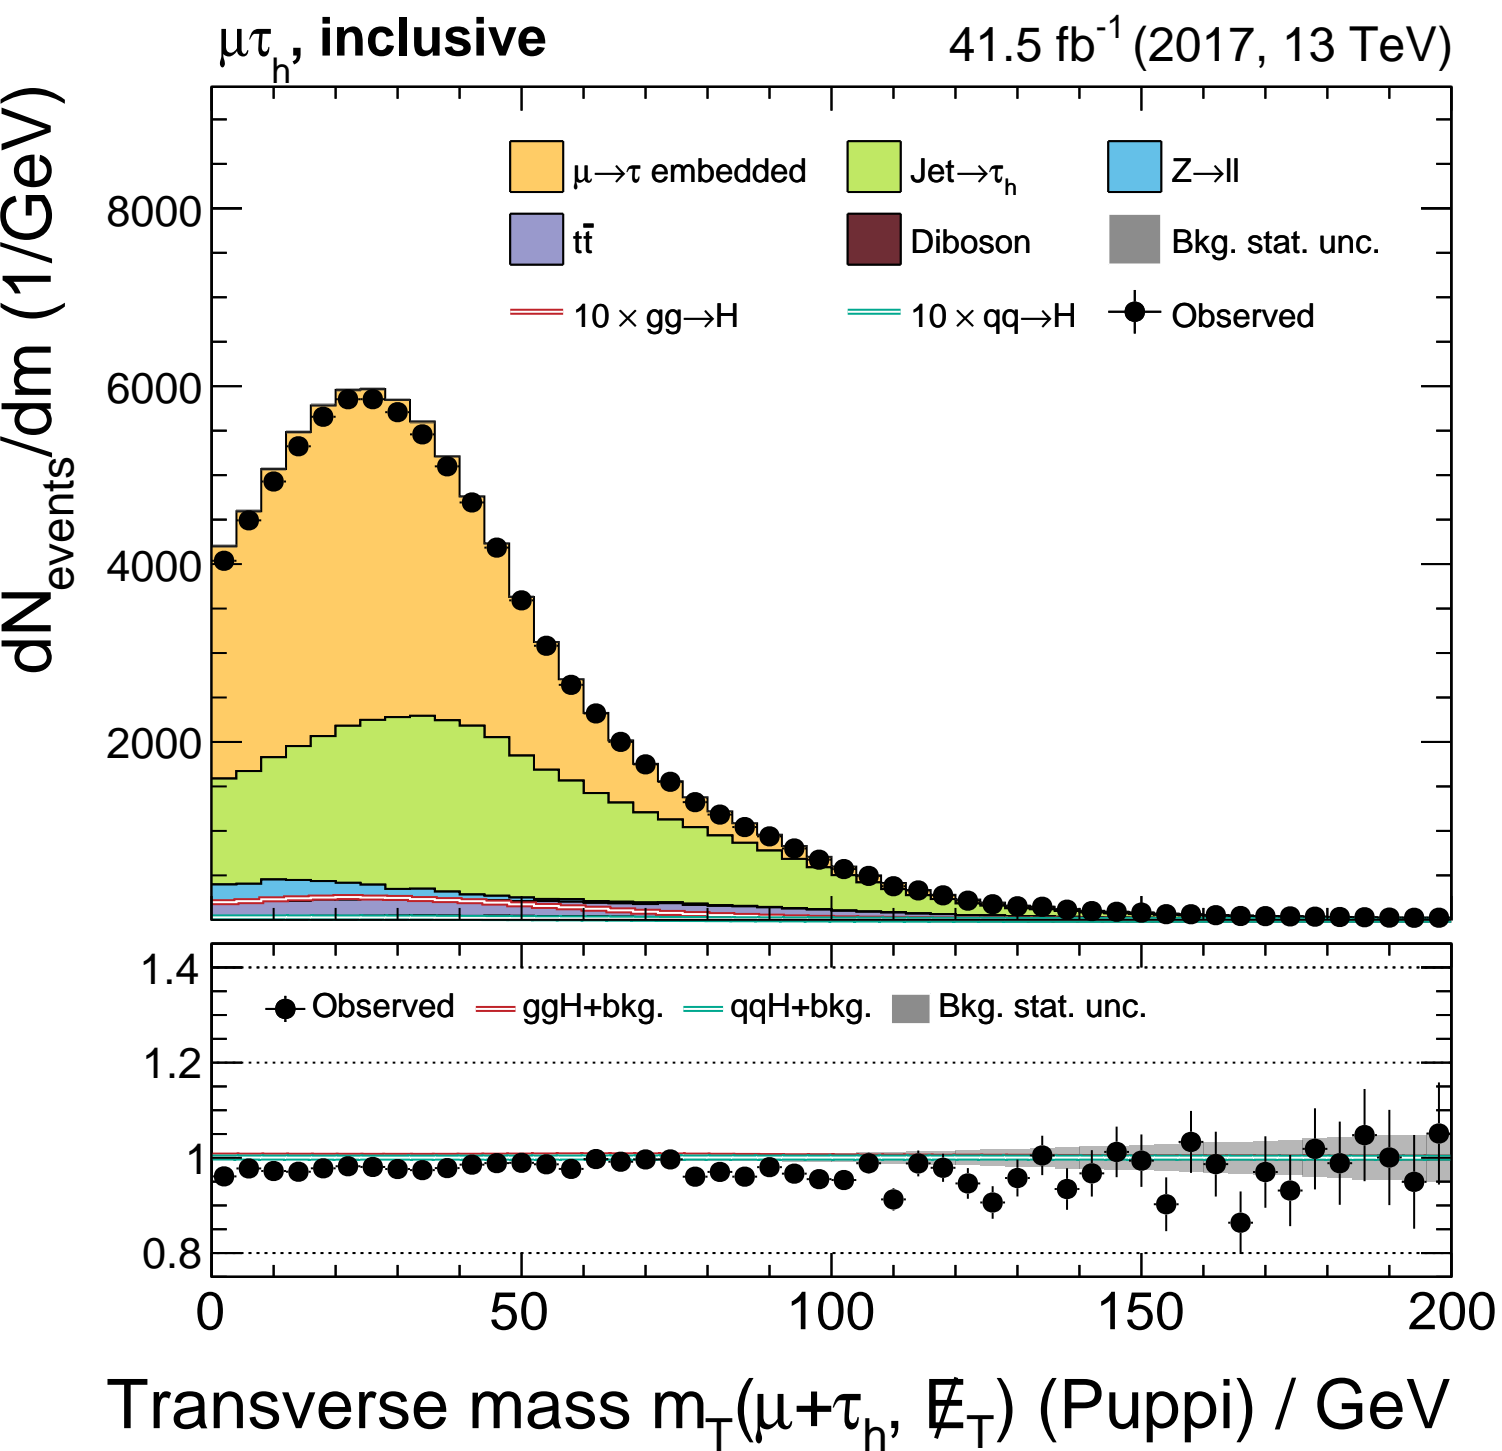 μτh, inclusive 41.5 fb-1 (2017, 13 TeV)
dNevents/dm (1/GeV)
μ→τ embedded Jet→τh Z→ll
8000
tt̄ Diboson Bkg. stat. unc.
10 × gg→H 10 × qq→H Observed
6000
4000
2000
1.4
Observed ggH+bkg. qqH+bkg. Bkg. stat. unc.
1.2
1
0.8
0 50 100 150 200
Transverse mass mT(μ+τh, E̸T) (Puppi) / GeV